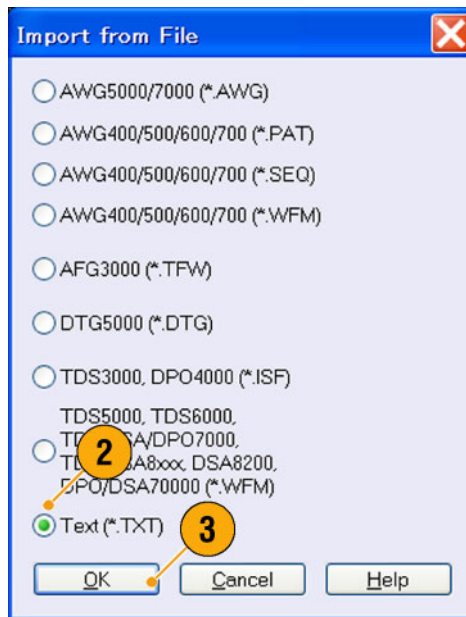 Import from File
AWG5000/7000 (*.AWG)
AWG400/500/600/700 (*.PAT)
AWG400/500/600/700 (*.SEQ)
AWG400/500/600/700 (*.WFM)
AFG3000 (*.TFW)
DTG5000 (*.DTG)
TDS3000, DPO4000 (*.ISF)
TDS5000, TDS6000,
A/DPO7000,
A8xxx, DSA8200,
DPO/DSA70000 (*.WFM)
2
Text (*.TXT)
3
OK Cancel Help